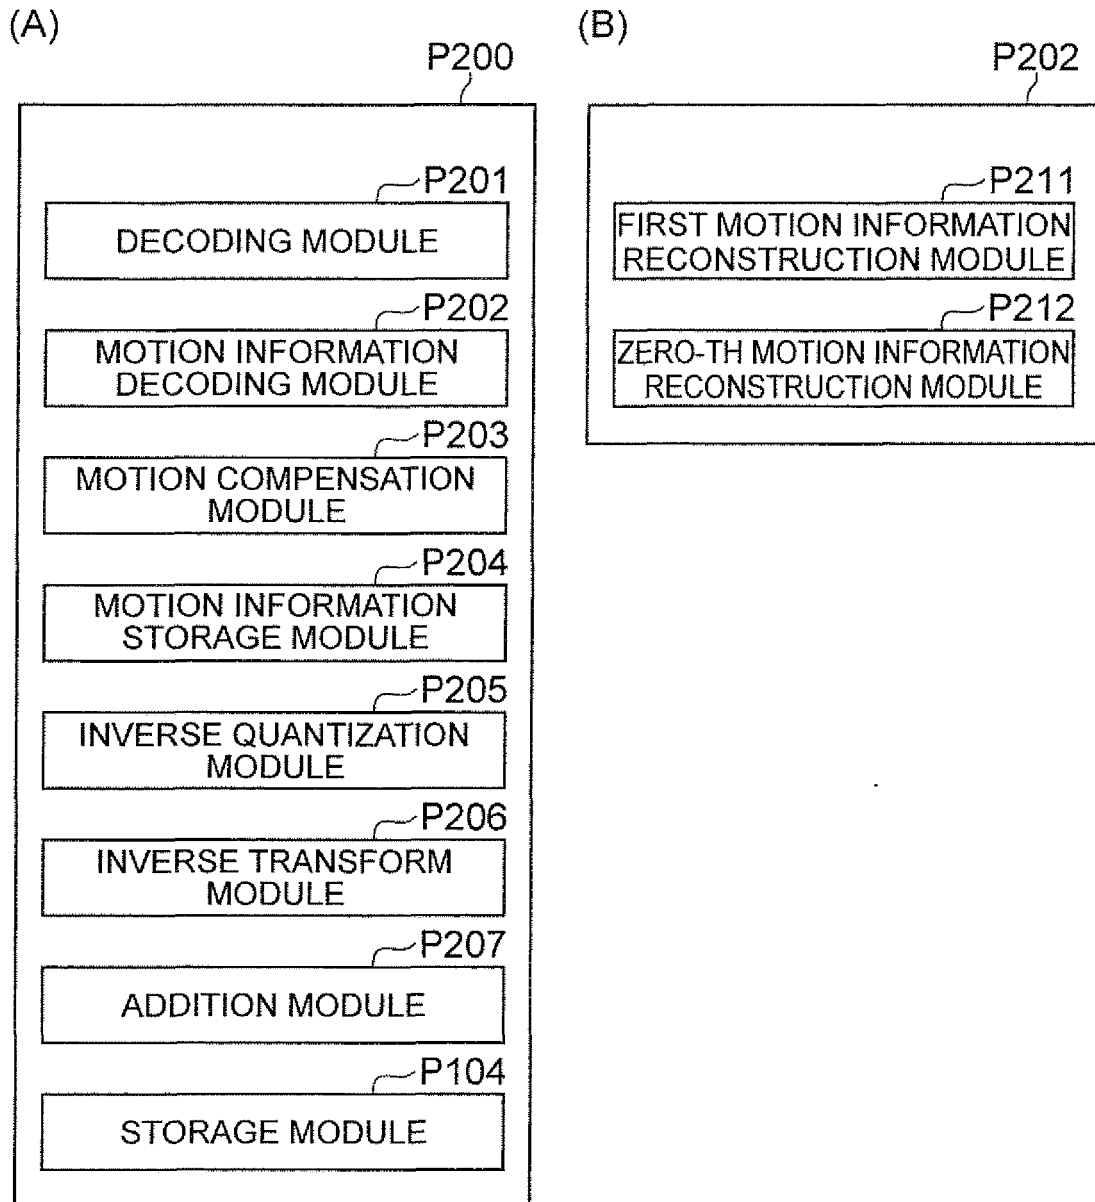 (A)
P200
P201
DECODING MODULE
P202
MOTION INFORMATION
DECODING MODULE
P203
MOTION COMPENSATION
MODULE
P204
MOTION INFORMATION
STORAGE MODULE
P205
INVERSE QUANTIZATION
MODULE
P206
INVERSE TRANSFORM
MODULE
P207
ADDITION MODULE
P104
STORAGE MODULE
(B)
P202
P211
FIRST MOTION INFORMATION
RECONSTRUCTION MODULE
P212
ZERO-TH MOTION INFORMATION
RECONSTRUCTION MODULE